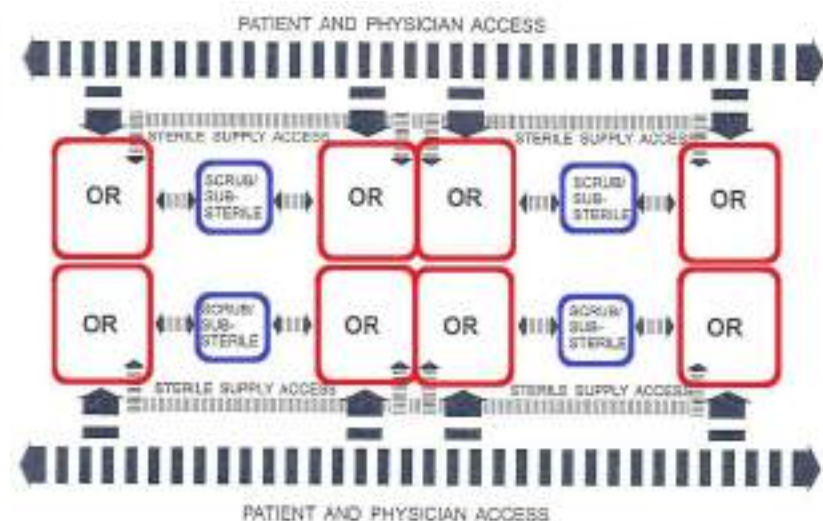 PATIENT AND PHYSICIAN ACCESS
STERILE SUPPLY ACCESS
STERILE SUPPLY ACCESS
OR
SCRUB/
SUB-
STERILE
OR
OR
SCRUB/
SUB-
STERILE
OR
OR
SCRUB/
SUB-
STERILE
OR
OR
SCRUB/
SUB-
STERILE
OR
STERILE SUPPLY ACCESS
STERILE SUPPLY ACCESS
PATIENT AND PHYSICIAN ACCESS